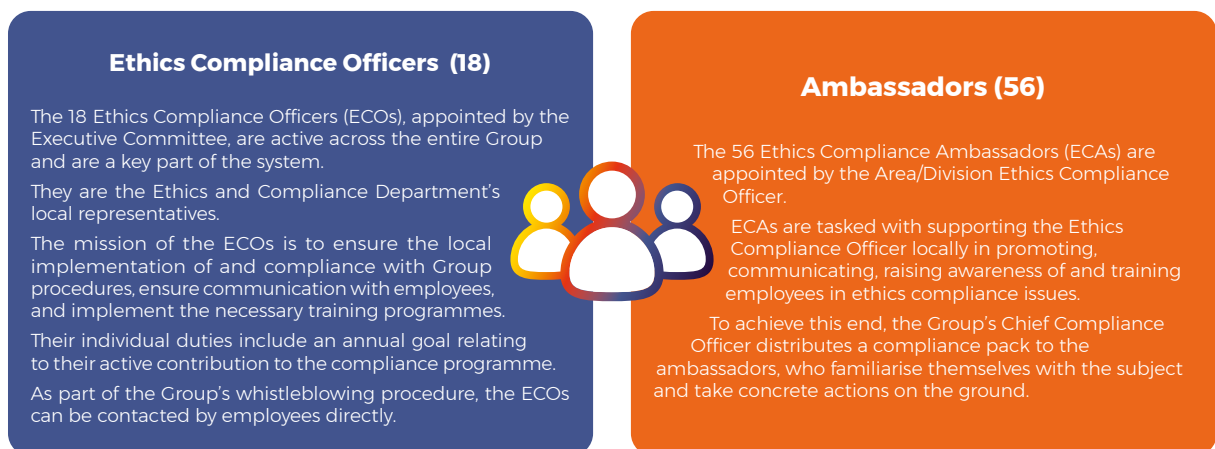 Ethics Compliance Officers (18)
The 18 Ethics Compliance Officers (ECOs), appointed by the
Executive Committee, are active across the entire Group
and are a key part of the system.
They are the Ethics and Compliance Department’s
local representatives.
The mission of the ECOs is to ensure the local
implementation of and compliance with Group
procedures, ensure communication with employees,
and implement the necessary training programmes.
Their individual duties include an annual goal relating
to their active contribution to the compliance programme.
As part of the Group’s whistleblowing procedure, the ECOs
can be contacted by employees directly.
Ambassadors (56)
The 56 Ethics Compliance Ambassadors (ECAs) are
appointed by the Area/Division Ethics Compliance
Officer.
ECAs are tasked with supporting the Ethics
Compliance Officer locally in promoting,
communicating, raising awareness of and training
employees in ethics compliance issues.
To achieve this end, the Group’s Chief Compliance
Officer distributes a compliance pack to the
ambassadors, who familiarise themselves with the subject
and take concrete actions on the ground.